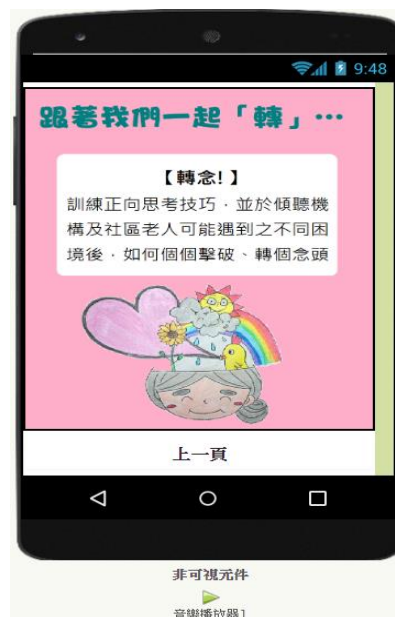 9:48
跟著我們一起「轉」…
【轉念!】
訓練正向思考技巧，並於傾聽機
構及社區老人可能遇到之不同困
境後，如何個個擊破、轉個念頭
上一頁
非可視元件
音樂播放器1